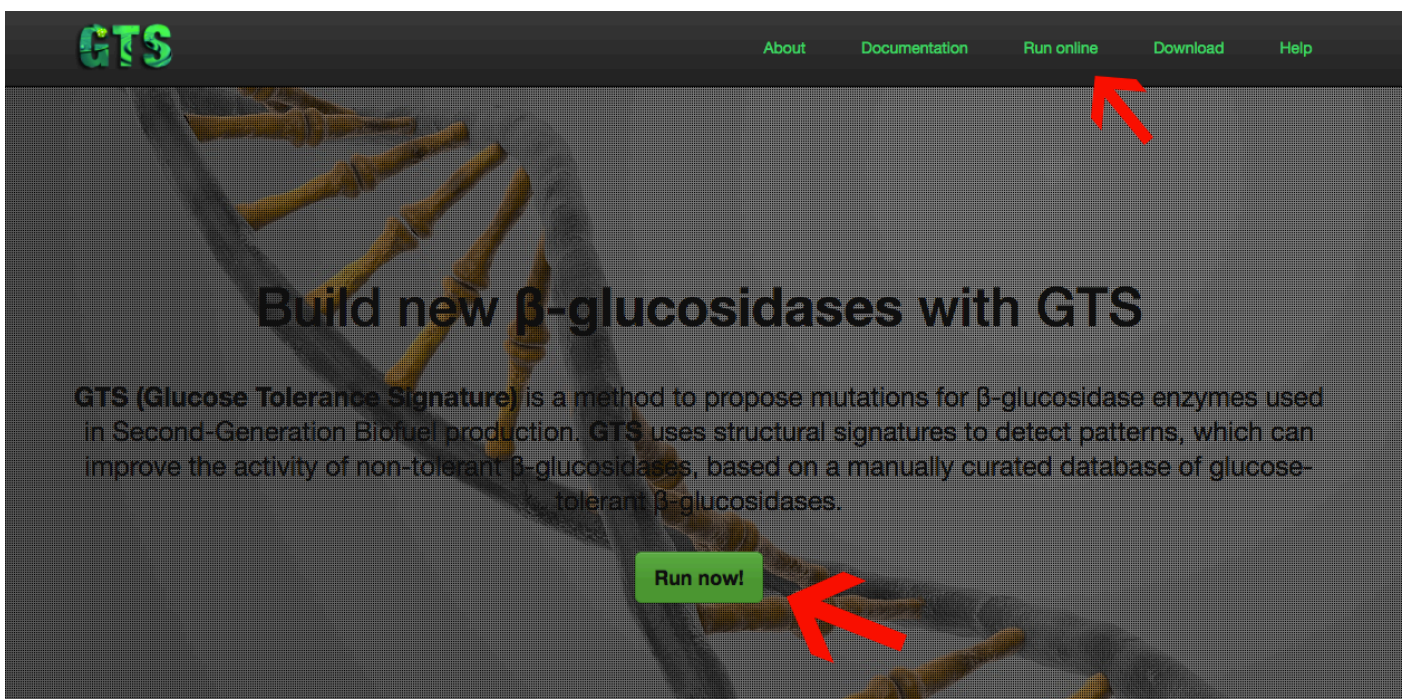 GTS
About Documentation Run online Download Help
Build new β-glucosidases with GTS
GTS (Glucose Tolerance Signature) is a method to propose mutations for β-glucosidase enzymes used
in Second-Generation Biofuel production. GTS uses structural signatures to detect patterns, which can
improve the activity of non-tolerant β-glucosidases, based on a manually curated database of glucose-
tolerant β-glucosidases.
Run now!